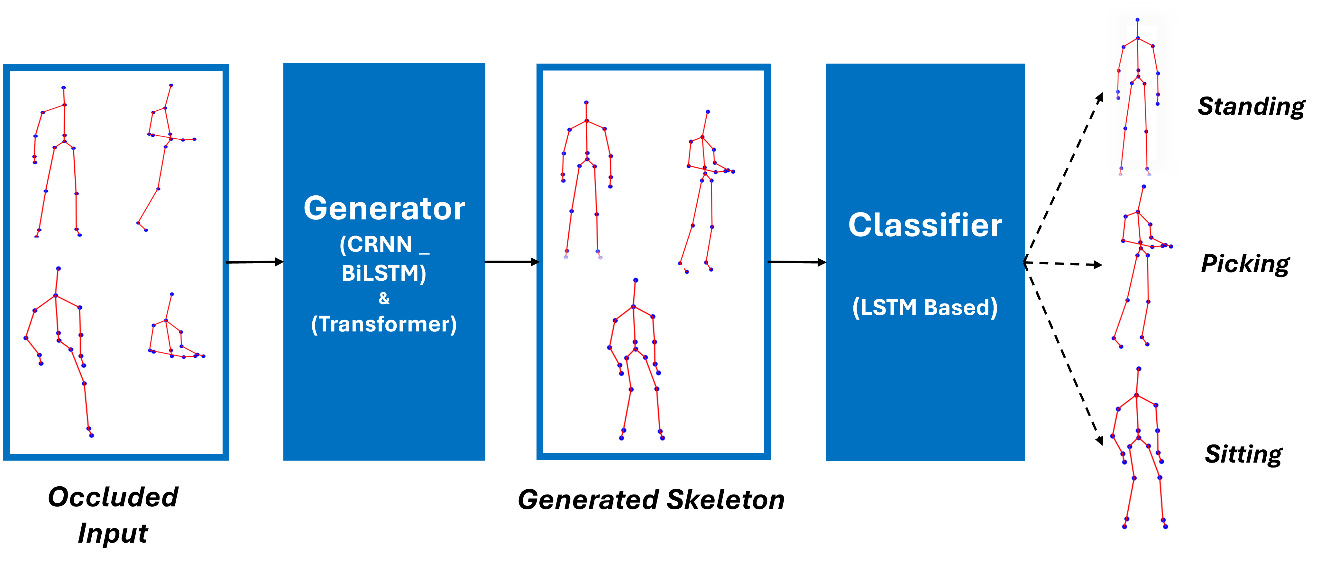 Occluded
Input
Generator
(CRNN _
BiLSTM)
&
(Transformer)
Generated Skeleton
Classifier
(LSTM Based)
Standing
Picking
Sitting